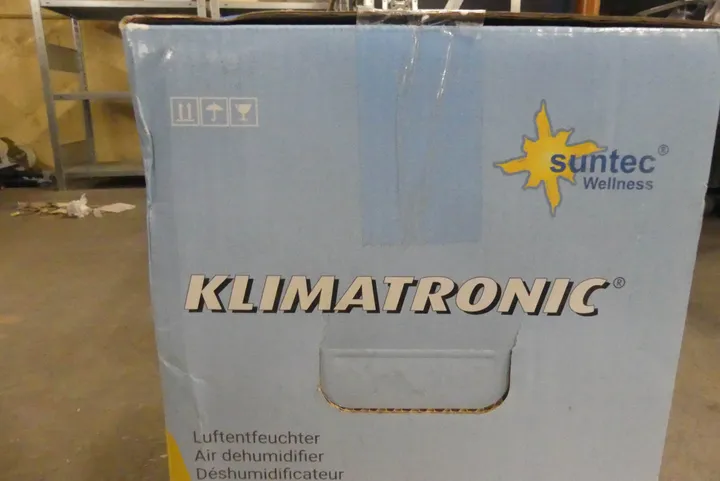 suntec®
Wellness
KLIMATRONIC®
Luftentfeuchter
Air dehumidifier
Déshumidificateur